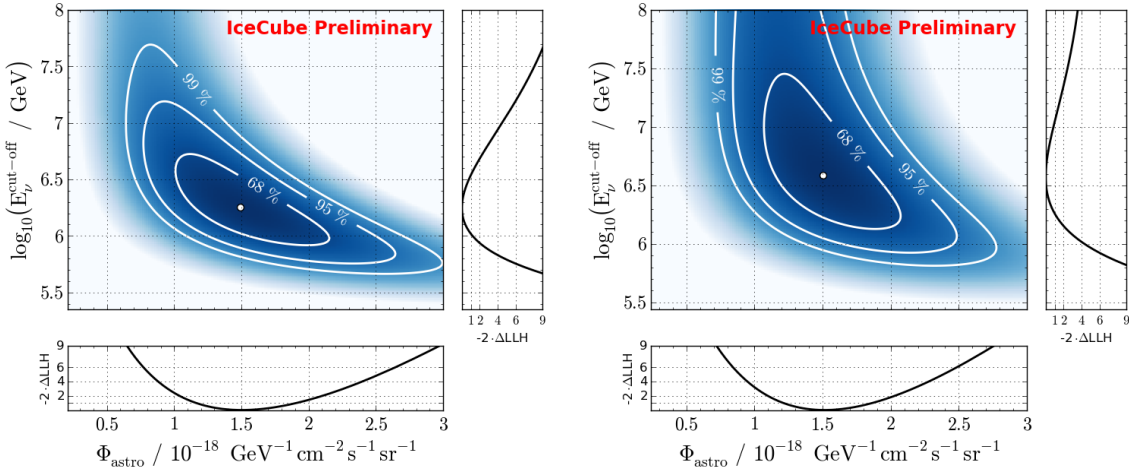 IceCube Preliminary
8
7.5
7
6.5
6
5.5
log₁₀(E_ν^cut−off / GeV)
99 %
68 %
95 %
1 2 4 6 9
-2·ΔLLH
9
6
4
2
-2·ΔLLH
0.5 1 1.5 2 2.5 3
Φ_astro / 10⁻¹⁸ GeV⁻¹ cm⁻² s⁻¹ sr⁻¹
IceCube Preliminary
8
7.5
7
6.5
6
5.5
log₁₀(E_ν^cut−off / GeV)
99 %
68 %
95 %
1 2 4 6 9
-2·ΔLLH
9
6
4
2
-2·ΔLLH
0.5 1 1.5 2 2.5 3
Φ_astro / 10⁻¹⁸ GeV⁻¹ cm⁻² s⁻¹ sr⁻¹